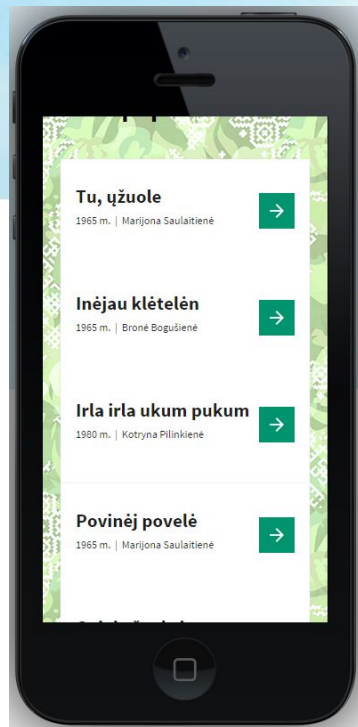 Tu, ąžuole
1965 m. | Marijona Saulaitienė
Inėjau klėtelėn
1965 m. | Bronė Bogušienė
Irla irla ukum pukum
1980 m. | Kotryna Pilinkienė
Povinėj povelė
1965 m. | Marijona Saulaitienė